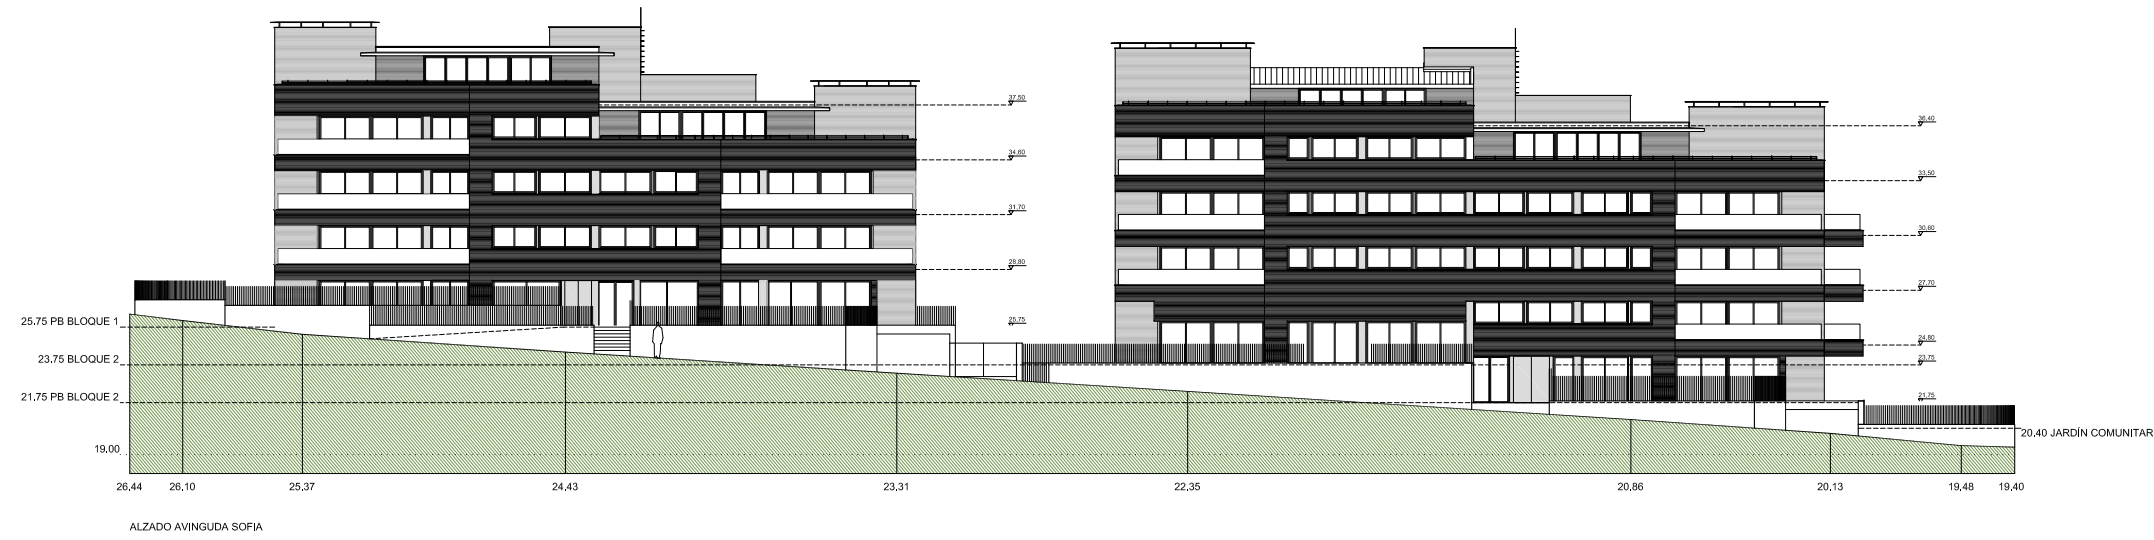 37,50
36,40
34,60
33,50
31,70
30,60
28,80
27,70
25,75 PB BLOQUE 1
25,75
24,80
23,75 BLOQUE 2
23,75
21,75 PB BLOQUE 2
21,75
20,40 JARDÍN COMUNITAR
19,00
26,44 26,10 25,37 24,43 23,31 22,35 20,86 20,13 19,48 19,40
ALZADO AVINGUDA SOFIA